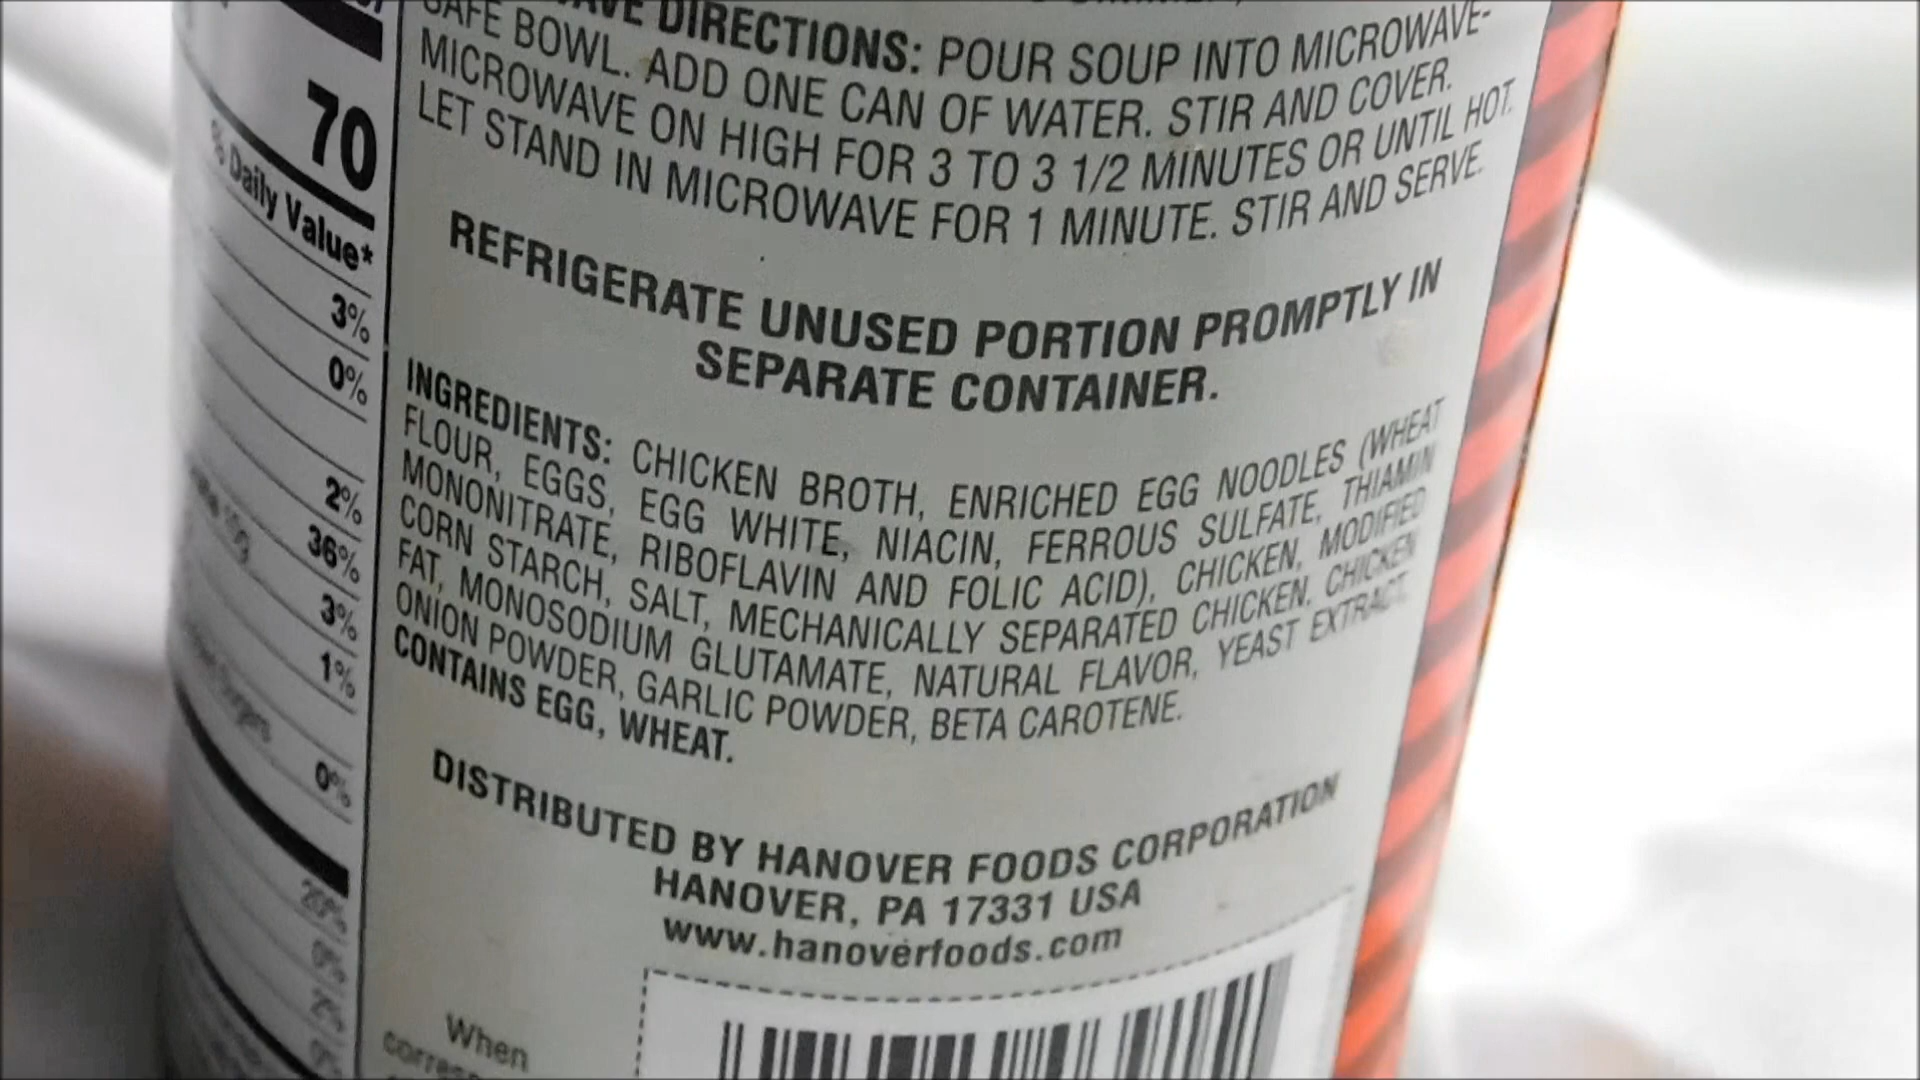 DIRECTIONS: POUR SOUP INTO MICROWAVE-
SAFE BOWL. ADD ONE CAN OF WATER. STIR AND COVER.
MICROWAVE ON HIGH FOR 3 TO 3 1/2 MINUTES OR UNTIL HOT.
LET STAND IN MICROWAVE FOR 1 MINUTE. STIR AND SERVE.
REFRIGERATE UNUSED PORTION PROMPTLY IN
SEPARATE CONTAINER.
INGREDIENTS: CHICKEN BROTH, ENRICHED EGG NOODLES (WHEAT
FLOUR, EGGS, EGG WHITE, NIACIN, FERROUS SULFATE, THIAMIN
MONONITRATE, RIBOFLAVIN AND FOLIC ACID), CHICKEN, MODIFIED
CORN STARCH, SALT, MECHANICALLY SEPARATED CHICKEN, CHICKEN
FAT, MONOSODIUM GLUTAMATE, NATURAL FLAVOR, YEAST EXTRACT,
ONION POWDER, GARLIC POWDER, BETA CAROTENE.
CONTAINS EGG, WHEAT.
DISTRIBUTED BY HANOVER FOODS CORPORATION
HANOVER, PA 17331 USA
www.hanoverfoods.com
When
70
% Daily Value*
3%
0%
2%
36%
3%
1%
0%
20%
0%
2%
0%